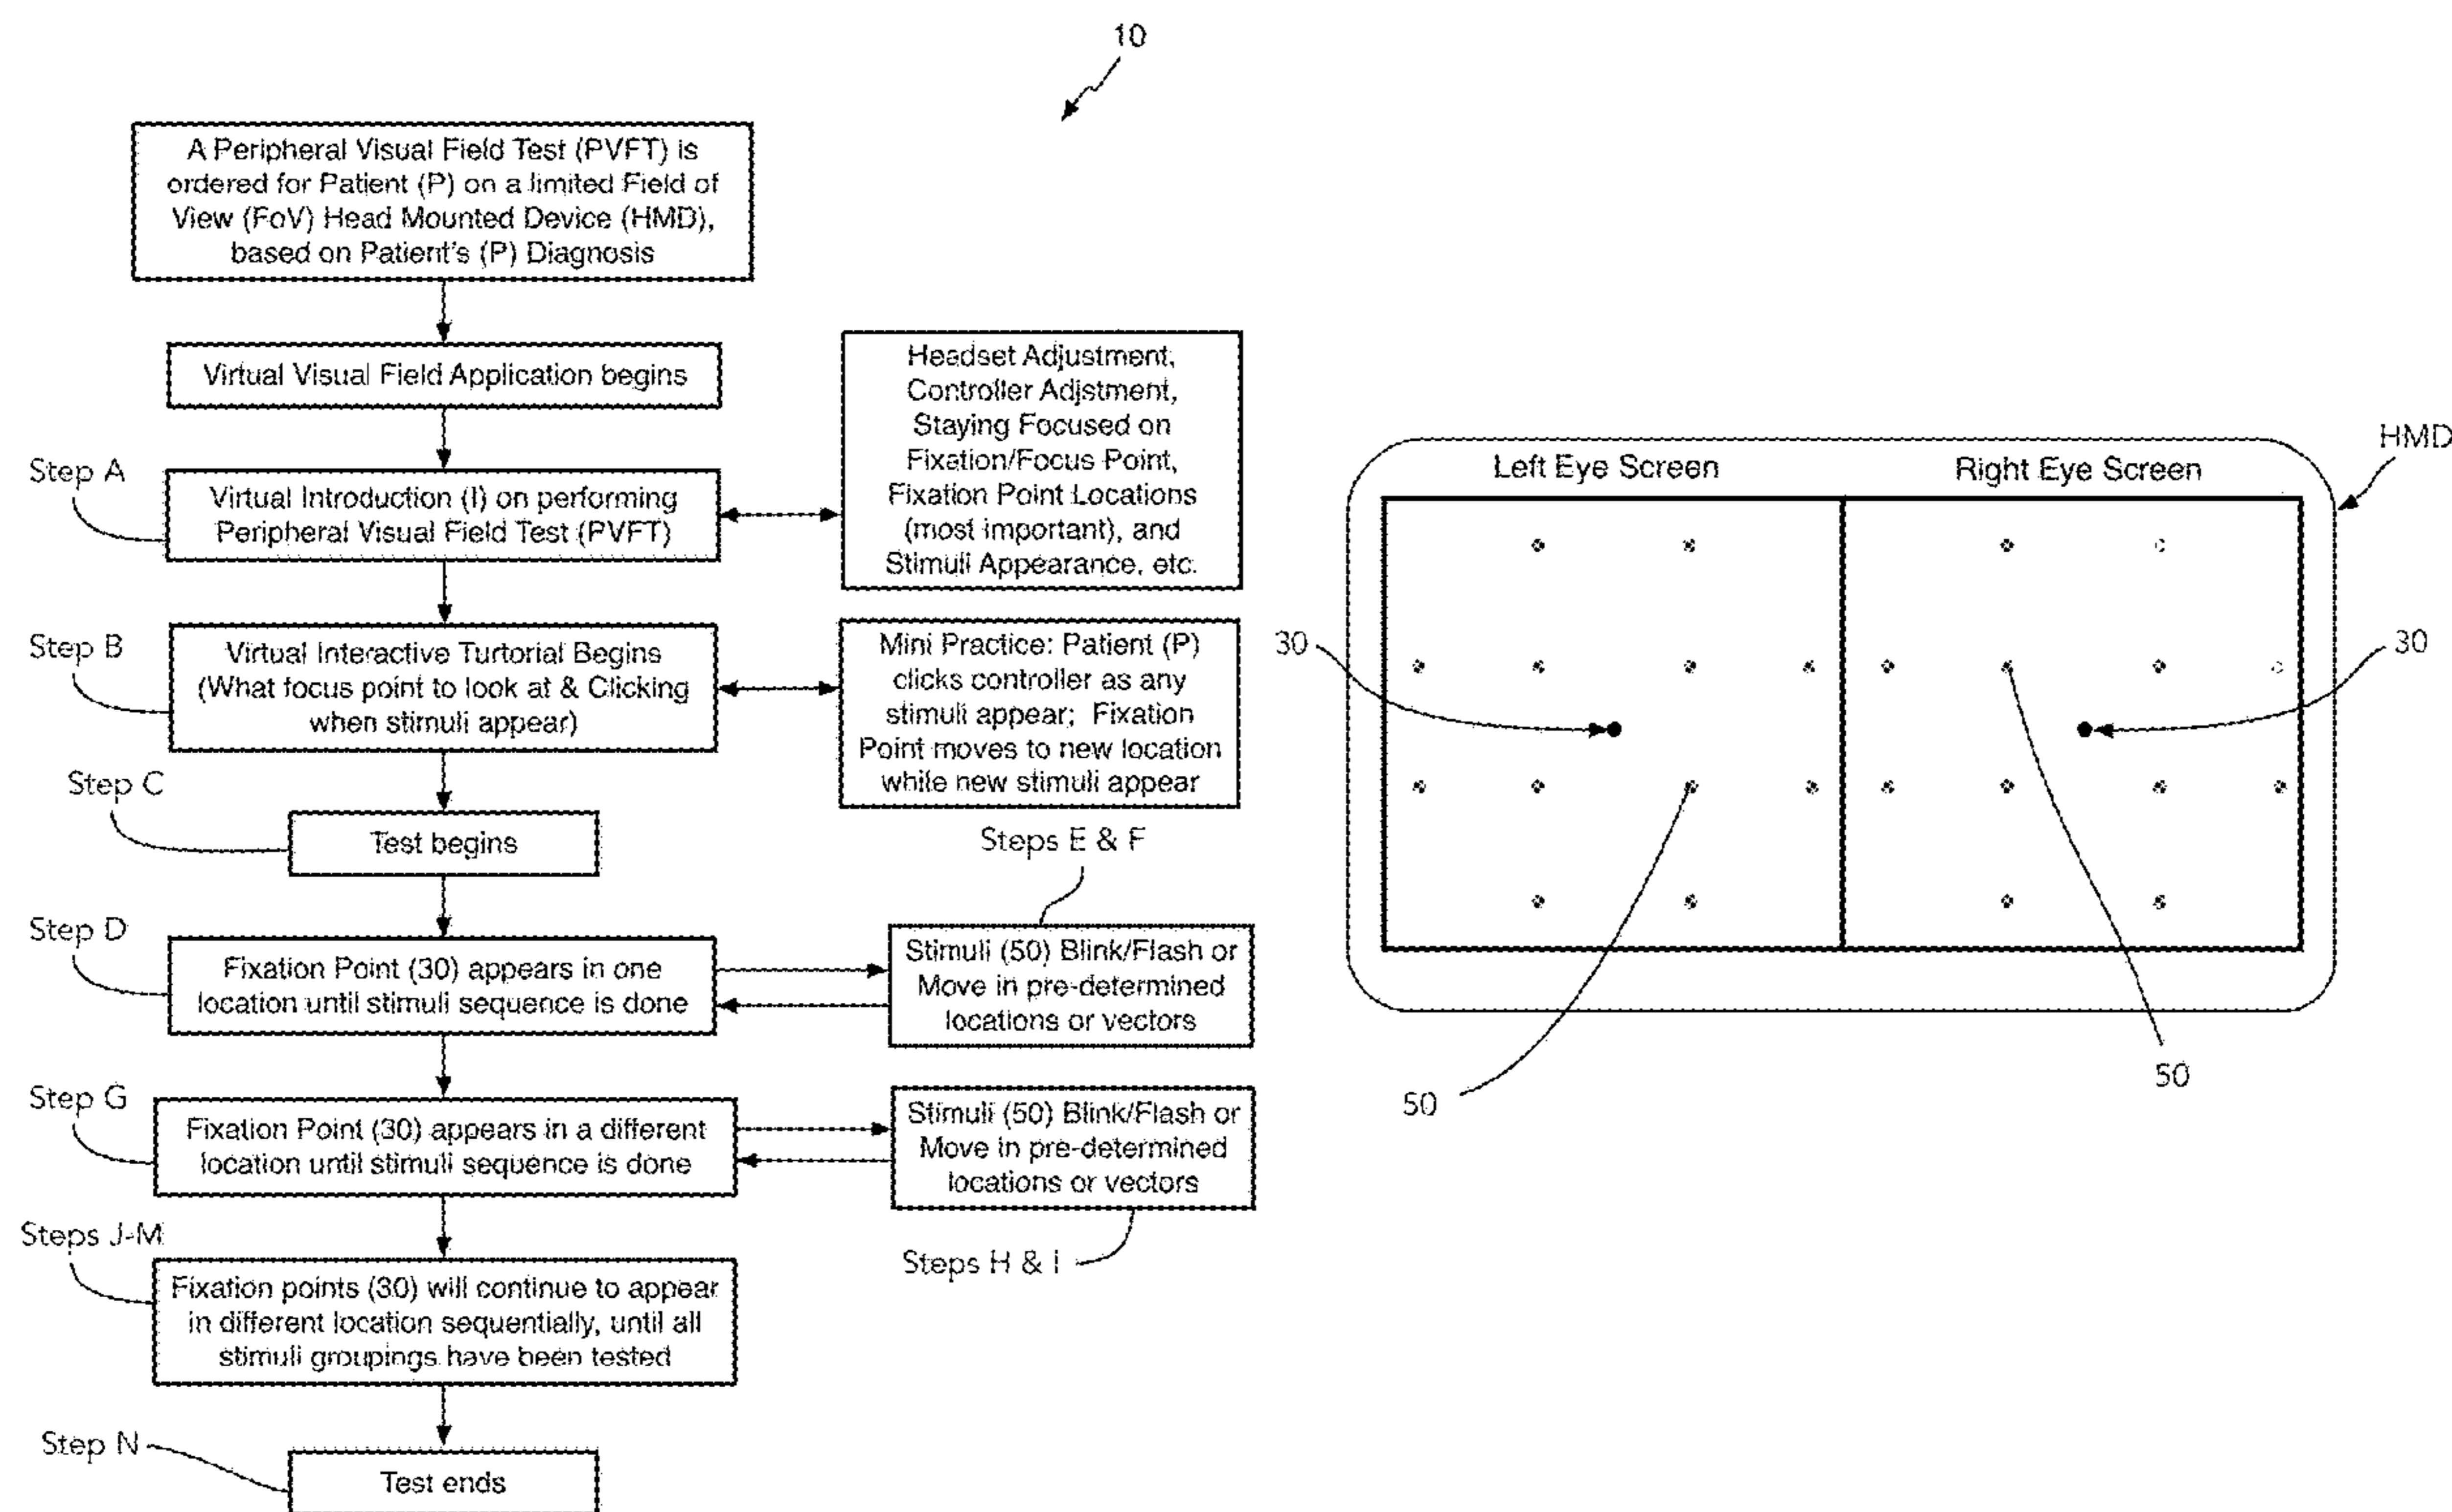 10
A Peripheral Visual Field Test (PVFT) is
ordered for Patient (P) on a limited Field of
View (FoV) Head Mounted Device (HMD),
based on Patient's (P) Diagnosis
Virtual Visual Field Application begins
Step A
Virtual Introduction (I) on performing
Peripheral Visual Field Test (PVFT)
Headset Adjustment,
Controller Adjstment,
Staying Focused on
Fixation/Focus Point,
Fixation Point Locations
(most important), and
Stimuli Appearance, etc.
Step B
Virtual Interactive Turtorial Begins
(What focus point to look at & Clicking
when stimuli appear)
Mini Practice: Patient (P)
clicks controller as any
stimuli appear; Fixation
Point moves to new location
while new stimuli appear
Step C
Test begins
Steps E & F
Step D
Fixation Point (30) appears in one
location until stimuli sequence is done
Stimuli (50) Blink/Flash or
Move in pre-determined
locations or vectors
Step G
Fixation Point (30) appears in a different
location until stimuli sequence is done
Stimuli (50) Blink/Flash or
Move in pre-determined
locations or vectors
Steps H & I
Steps J-M
Fixation points (30) will continue to appear
in different location sequentially, until all
stimuli groupings have been tested
Step N
Test ends
HMD
Left Eye Screen
Right Eye Screen
30
30
50
50